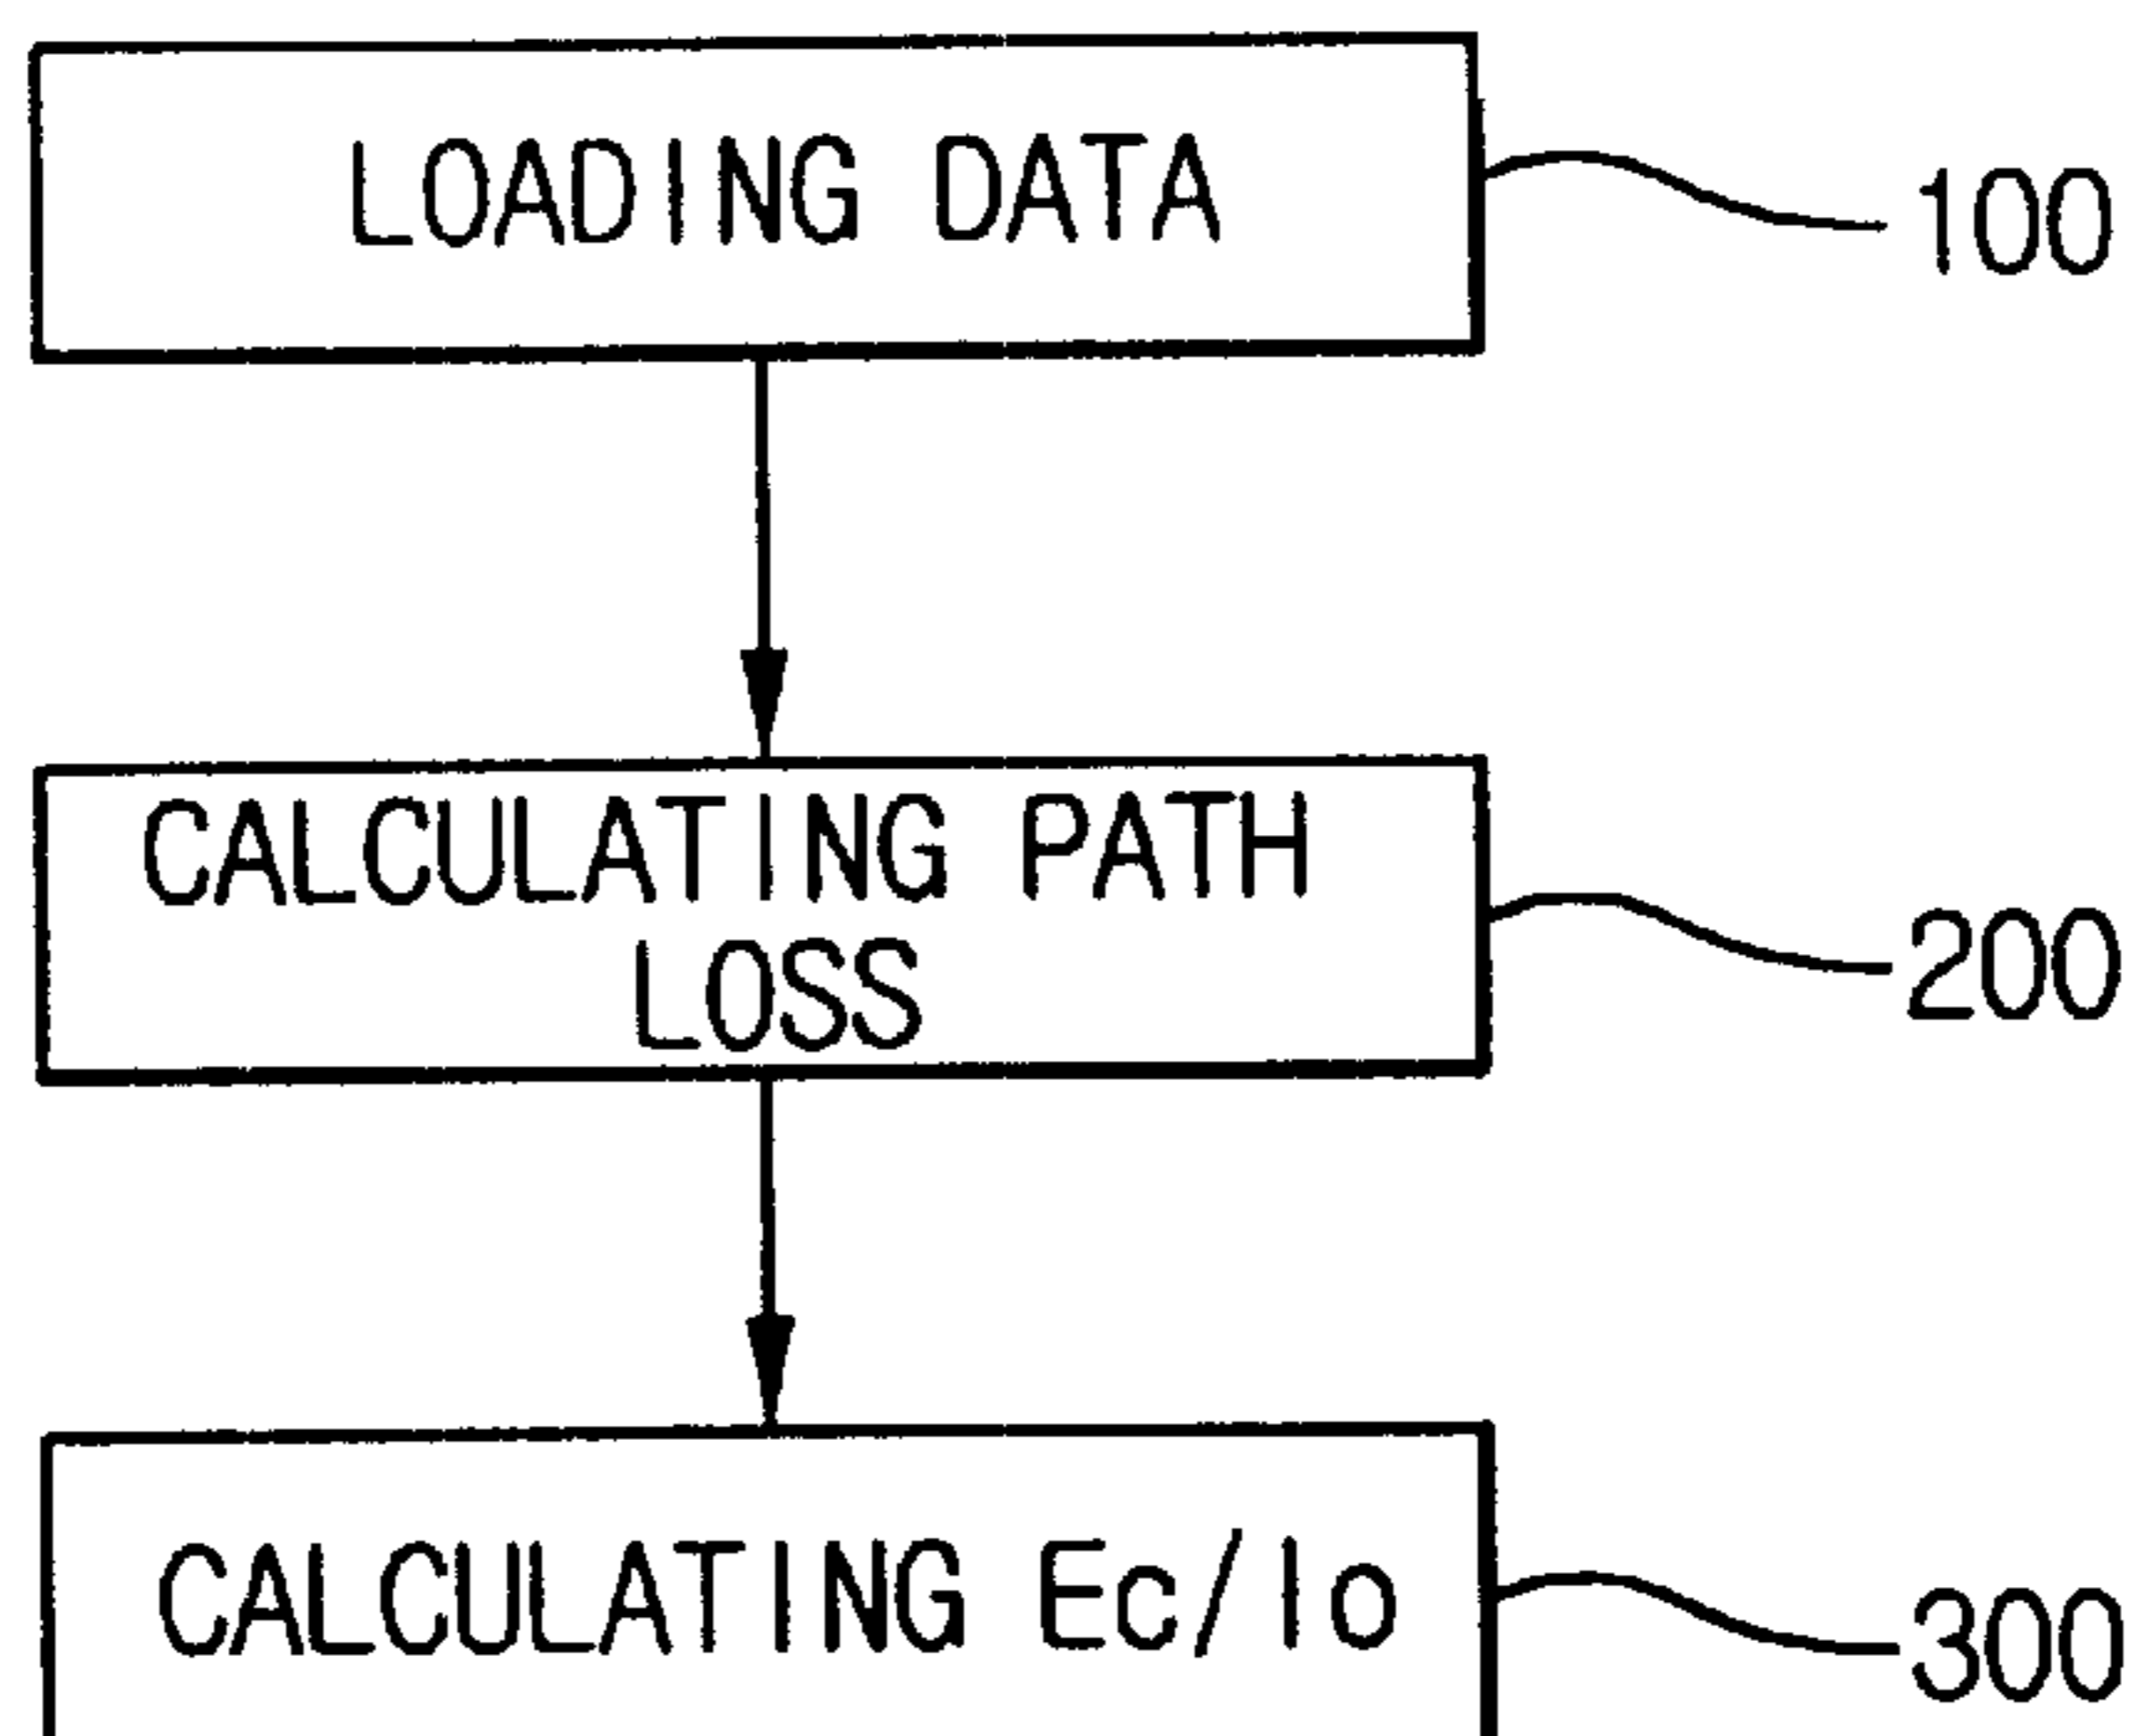 LOADING DATA
100
CALCULATING PATH
LOSS
200
CALCULATING Ec/Io
300